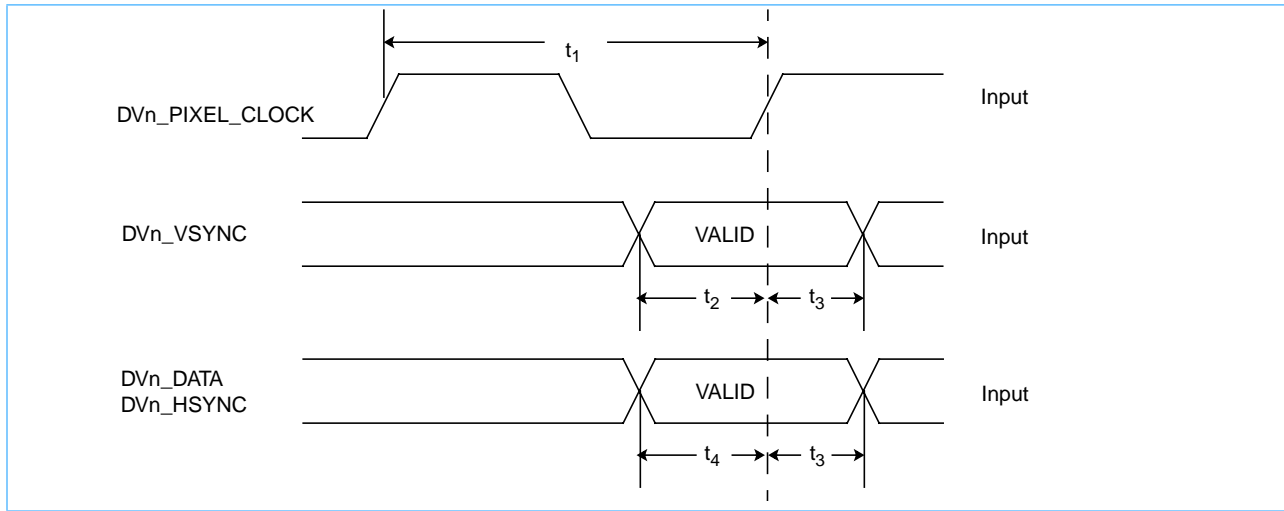 t1
DVn_PIXEL_CLOCK
Input
DVn_VSYNC
VALID
Input
t2
t3
DVn_DATA
DVn_HSYNC
VALID
Input
t4
t3